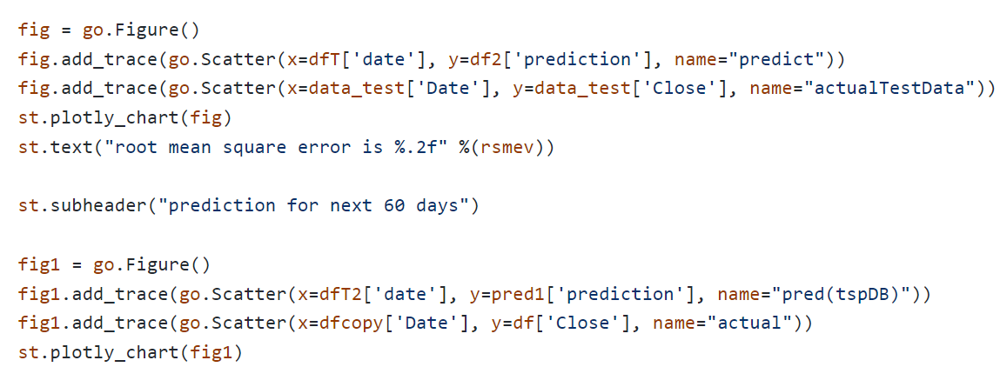 fig = go.Figure()
fig.add_trace(go.Scatter(x=dfT['date'], y=df2['prediction'], name="predict"))
fig.add_trace(go.Scatter(x=data_test['Date'], y=data_test['Close'], name="actualTestData"))
st.plotly_chart(fig)
st.text("root mean square error is %.2f" %(rsmev))
st.subheader("prediction for next 60 days")
fig1 = go.Figure()
fig1.add_trace(go.Scatter(x=dfT2['date'], y=pred1['prediction'], name="pred(tspDB)"))
fig1.add_trace(go.Scatter(x=dfcopy['Date'], y=df['Close'], name="actual"))
st.plotly_chart(fig1)